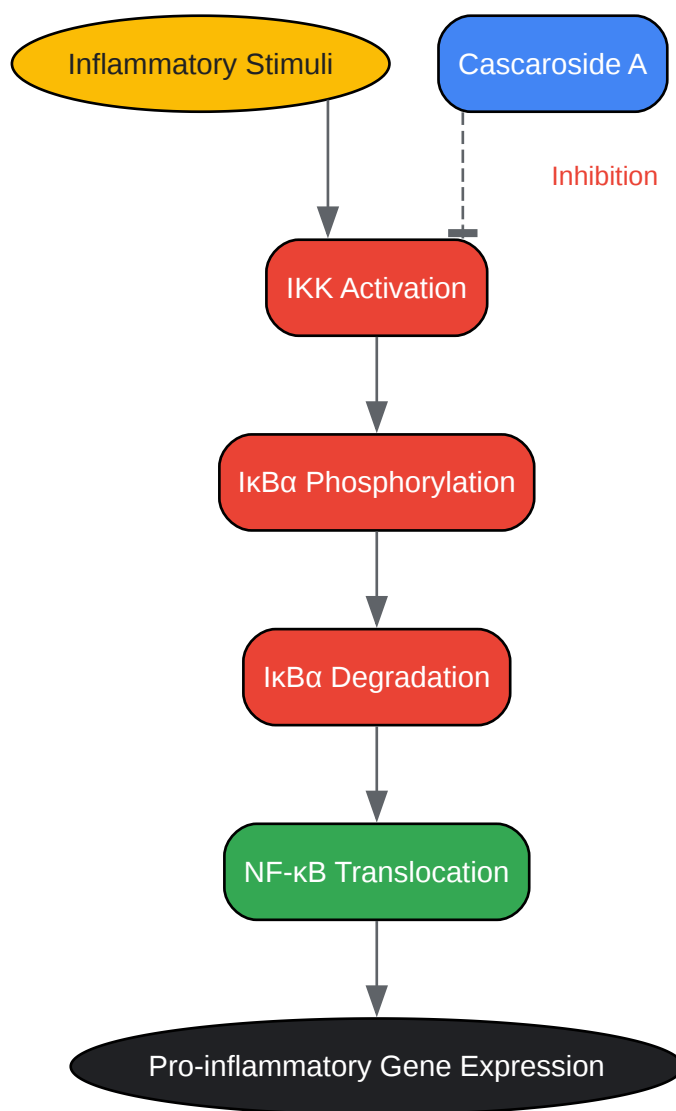 Inflammatory Stimuli
Cascaroside A
Inhibition
IKK Activation
IκBα Phosphorylation
IκBα Degradation
NF-κB Translocation
Pro-inflammatory Gene Expression